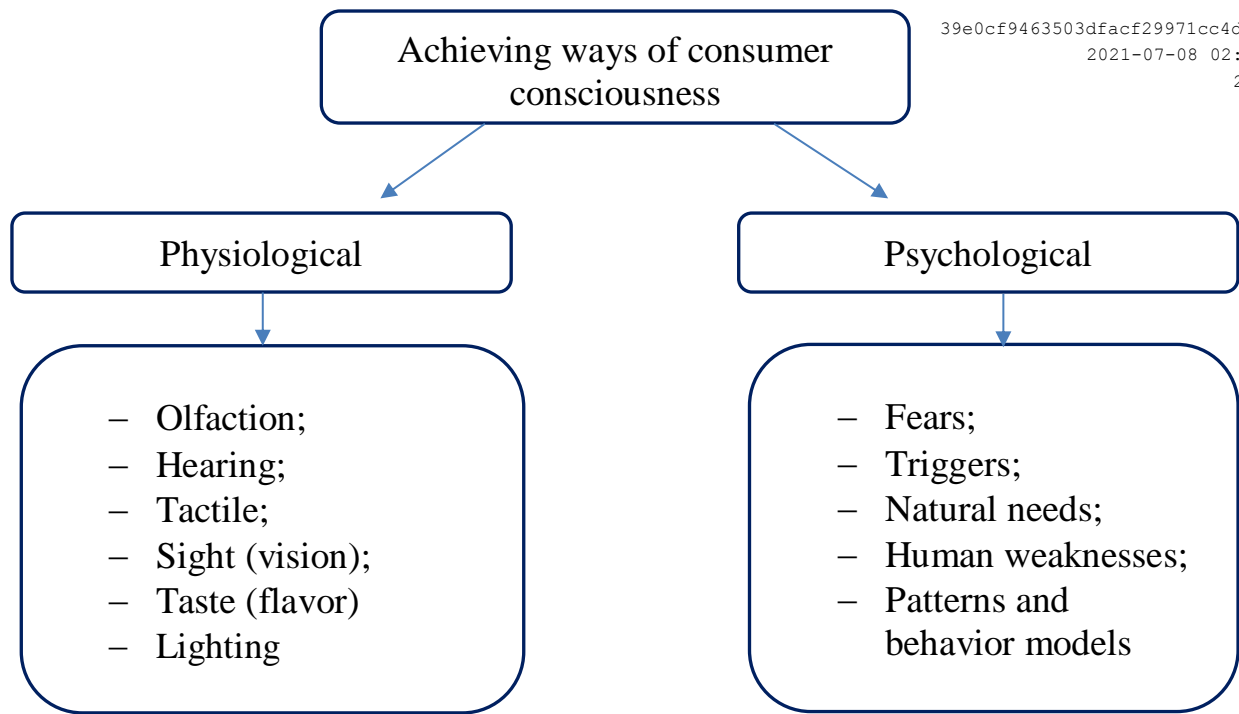 Achieving ways of consumer
consciousness
39e0cf9463503dfacf29971cc4d
2021-07-08 02:
2
Physiological
Psychological
– Olfaction;
– Hearing;
– Tactile;
– Sight (vision);
– Taste (flavor)
– Lighting
– Fears;
– Triggers;
– Natural needs;
– Human weaknesses;
– Patterns and
behavior models